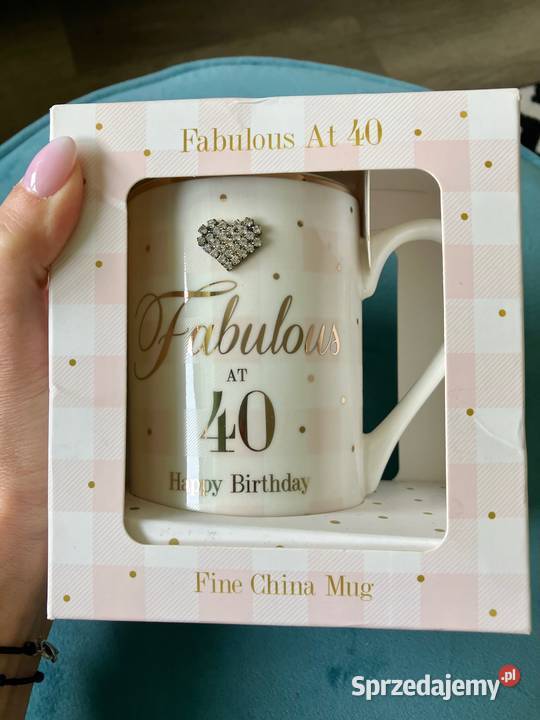 Fabulous At 40
Fabulous
AT
40
Happy Birthday
Fine China Mug
Sprzedajemy.pl